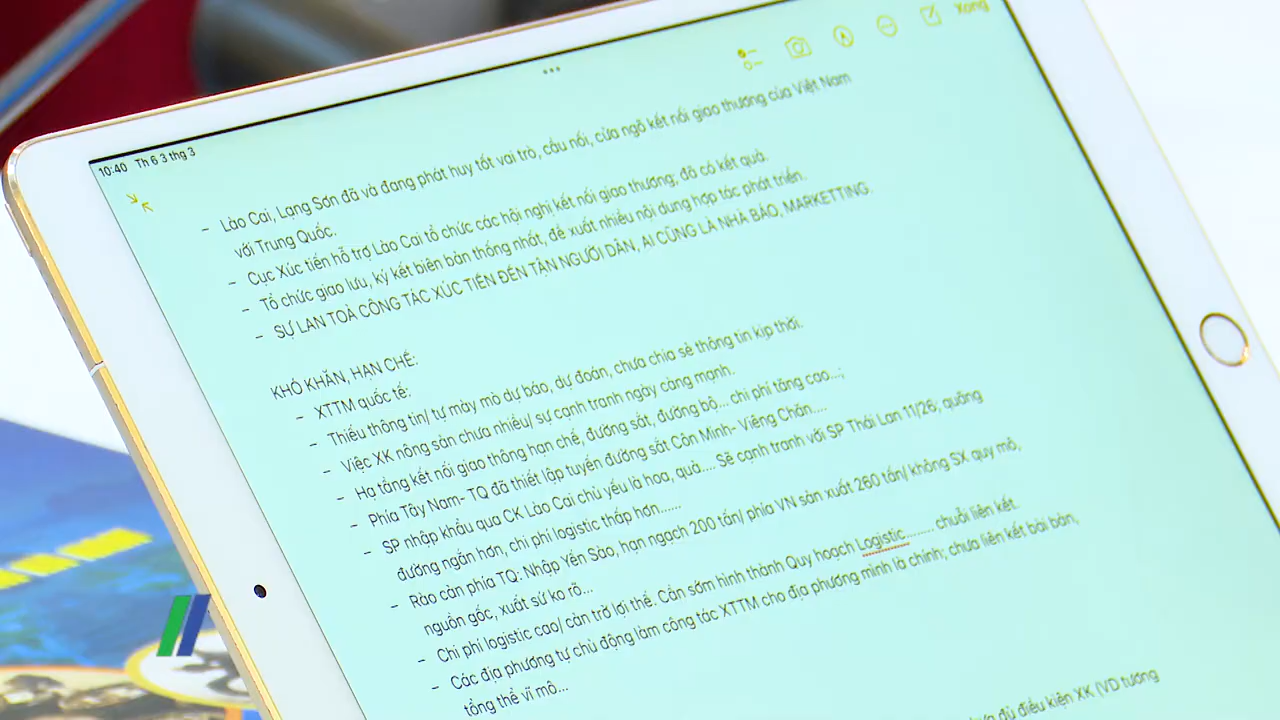 Xong
10:40 Th 6 3 thg 3
- Lào Cai, Lạng Sơn đã và đang phát huy tốt vai trò, cầu nối, cửa ngõ kết nối giao thương của Việt Nam
với Trung Quốc.
- Cục Xúc tiến hỗ trợ Lào Cai tổ chức các hội nghị kết nối giao thương; đã có kết quả.
- Tổ chức giao lưu, ký kết biên bản thống nhất, đề xuất nhiều nội dung hợp tác phát triển.
- SỰ LAN TOẢ CÔNG TÁC XÚC TIẾN ĐẾN TẬN NGƯỜI DÂN, AI CŨNG LÀ NHÀ BÁO, MARKETTING.
KHÓ KHĂN, HẠN CHẾ:
- XTTM quốc tế:
- Thiếu thông tin/ tự mày mò dự báo, dự đoán, chưa chia sẻ thông tin kịp thời.
- Việc XK nông sản chưa nhiều/ sự cạnh tranh ngày càng mạnh.
- Hạ tầng kết nối giao thông hạn chế, đường sắt, đường bộ... chi phí tăng cao...;
- Phía Tây Nam- TQ đã thiết lập tuyến đường sắt Côn Minh- Viêng Chăn....
- SP nhập khẩu qua CK Lào Cai chủ yếu là hoa, quả.... Sẽ cạnh tranh với SP Thái Lan 11/26; quãng
đường ngắn hơn, chi phí logistic thấp hơn......
- Rào cản phía TQ: Nhập Yến Sào, hạn ngạch 200 tấn/ phía VN sản xuất 260 tấn/ không SX quy mô,
nguồn gốc, xuất sứ ko rõ...
- Chi phí logistic cao/ cản trở lợi thế. Cần sớm hình thành Quy hoạch Logistic........ chuỗi liên kết.
- Các địa phương tự chủ động làm công tác XTTM cho địa phương mình là chính; chưa liên kết bài bản,
tổng thể vĩ mô...
đủ điều kiện XK (VD tương